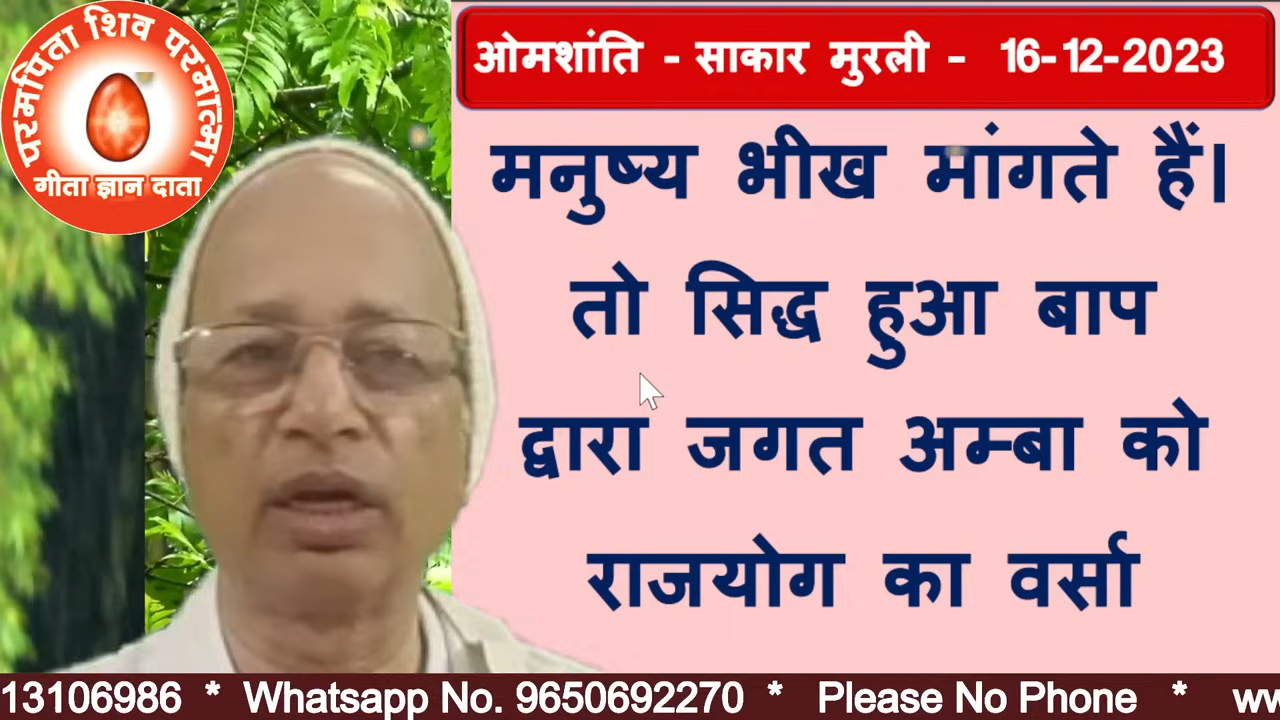 परमपिता शिव परमात्मा
गीता ज्ञान दाता
ओमशांति - साकार मुरली - 16-12-2023
मनुष्य भीख मांगते हैं।
तो सिद्ध हुआ बाप
द्वारा जगत अम्बा को
राजयोग का वर्सा
13106986 * Whatsapp No. 9650692270 * Please No Phone *